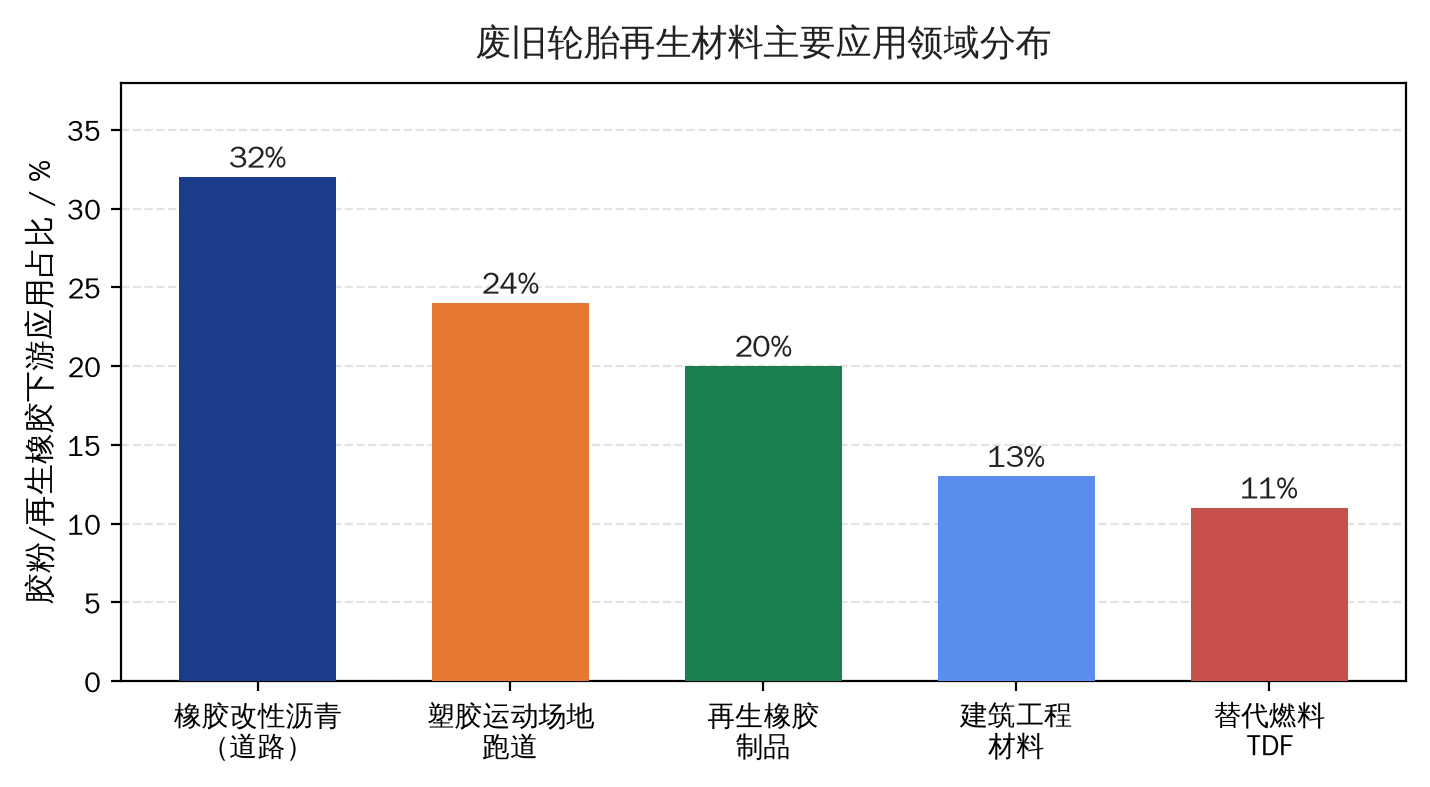 废旧轮胎再生材料主要应用领域分布
胶粉/再生橡胶下游应用占比 / %
35
30
25
20
15
10
5
0
32%
24%
20%
13%
11%
橡胶改性沥青
（道路）
塑胶运动场地
跑道
再生橡胶
制品
建筑工程
材料
替代燃料
TDF